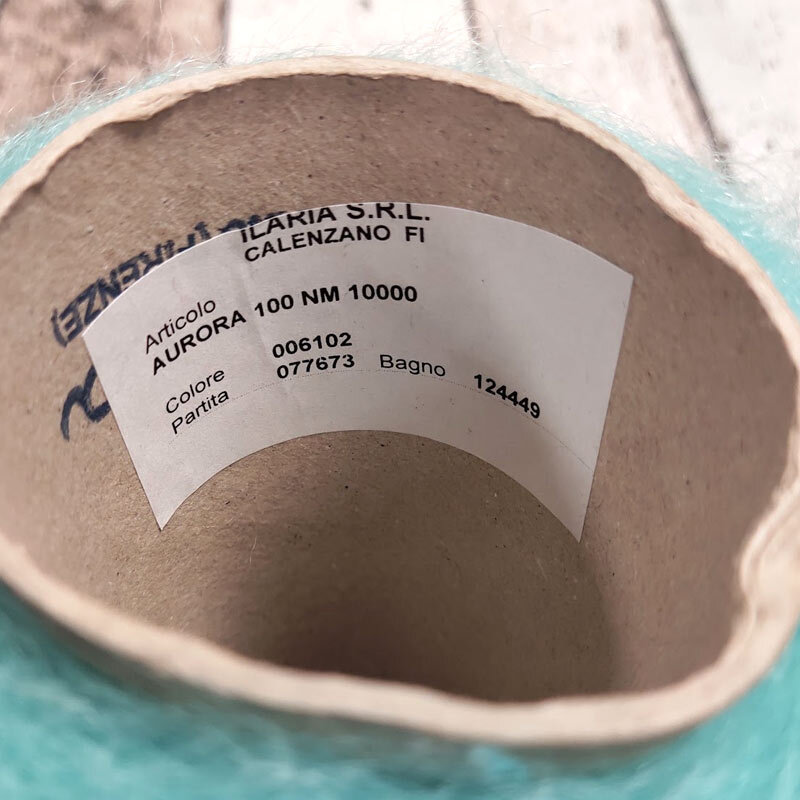 ILARIA S.R.L.
CALENZANO FI
Articolo
AURORA 100 NM 10000
Colore 006102
Partita 077673 Bagno 124449